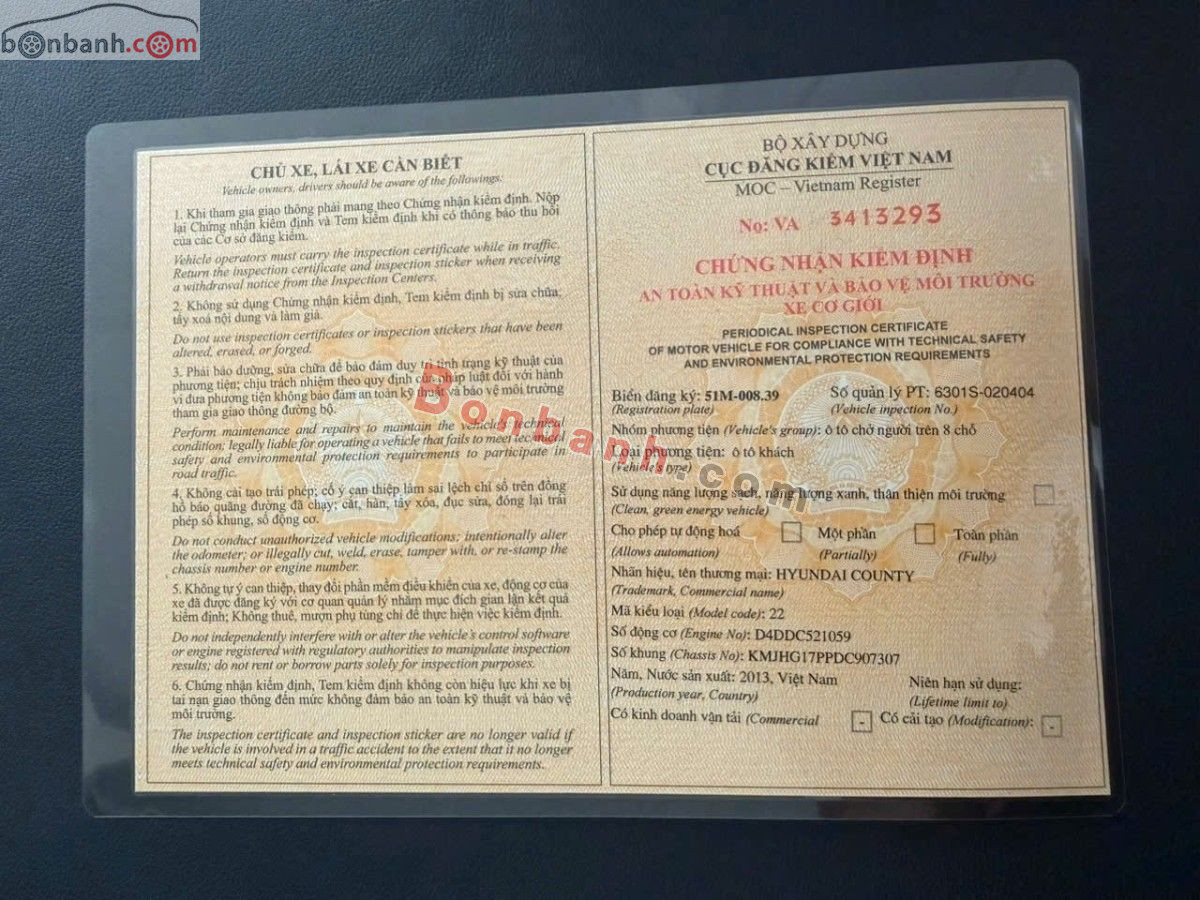 bonbanh.com
CHỦ XE, LÁI XE CẦN BIẾT
Vehicle owners, drivers should be aware of the followings:
1. Khi tham gia giao thông phải mang theo Chứng nhận kiểm định. Nộp
lại Chứng nhận kiểm định và Tem kiểm định khi có thông báo thu hồi
của các Cơ sở đăng kiểm.
Vehicle operators must carry the inspection certificate while in traffic.
Return the inspection certificate and inspection sticker when receiving
a withdrawal notice from the Inspection Centers.
2. Không sử dụng Chứng nhận kiểm định, Tem kiểm định bị sửa chữa;
tẩy xoá nội dung và làm giả.
Do not use inspection certificates or inspection stickers that have been
altered, erased, or forged.
3. Phải bảo dưỡng, sửa chữa để bảo đảm duy trì tình trạng kỹ thuật của
phương tiện; chịu trách nhiệm theo quy định của pháp luật đối với hành
vi đưa phương tiện không bảo đảm an toàn kỹ thuật và bảo vệ môi trường
tham gia giao thông đường bộ.
Perform maintenance and repairs to maintain the vehicle's technical
condition; legally liable for operating a vehicle that fails to meet technical
safety and environmental protection requirements to participate in
road traffic.
4. Không cải tạo trái phép; cố ý can thiệp làm sai lệch chỉ số trên đồng
hồ báo quãng đường đã chạy; cắt, hàn, tẩy xóa, đục sửa, đóng lại trái
phép số khung, số động cơ.
Do not conduct unauthorized vehicle modifications; intentionally alter
the odometer; or illegally cut, weld, erase, tamper with, or re-stamp the
chassis number or engine number.
5. Không tự ý can thiệp, thay đổi phần mềm điều khiển của xe, động cơ của
xe đã được đăng ký với cơ quan quản lý nhằm mục đích gian lận kết quả
kiểm định; Không thuê, mượn phụ tùng chỉ để thực hiện việc kiểm định.
Do not independently interfere with or alter the vehicle's control software
or engine registered with regulatory authorities to manipulate inspection
results; do not rent or borrow parts solely for inspection purposes.
6. Chứng nhận kiểm định, Tem kiểm định không còn hiệu lực khi xe bị
tai nạn giao thông đến mức không đảm bảo an toàn kỹ thuật và bảo vệ
môi trường.
The inspection certificate and inspection sticker are no longer valid if
the vehicle is involved in a traffic accident to the extent that it no longer
meets technical safety and environmental protection requirements.
BỘ XÂY DỰNG
CỤC ĐĂNG KIỂM VIỆT NAM
MOC – Vietnam Register
No: VA 3413293
CHỨNG NHẬN KIỂM ĐỊNH
AN TOÀN KỸ THUẬT VÀ BẢO VỆ MÔI TRƯỜNG
XE CƠ GIỚI
PERIODICAL INSPECTION CERTIFICATE
OF MOTOR VEHICLE FOR COMPLIANCE WITH TECHNICAL SAFETY
AND ENVIRONMENTAL PROTECTION REQUIREMENTS
Biển đăng ký: 51M-008.39 Số quản lý PT: 6301S-020404
(Registration plate) (Vehicle inpection No.)
Nhóm phương tiện (Vehicle's group): ô tô chở người trên 8 chỗ
Loại phương tiện: ô tô khách
(Vehicle's type)
Sử dụng năng lượng sạch, năng lượng xanh, thân thiện môi trường
(Clean, green energy vehicle)
Cho phép tự động hoá Một phần Toàn phần
(Allows automation) (Partially) (Fully)
Nhãn hiệu, tên thương mại: HYUNDAI COUNTY
(Trademark, Commercial name)
Mã kiểu loại (Model code): 22
Số động cơ (Engine No): D4DDC521059
Số khung (Chassis No): KMJHG17PPDC907307
Năm, Nước sản xuất: 2013, Việt Nam Niên hạn sử dụng:
(Production year, Country) (Lifetime limit to)
Có kinh doanh vận tải (Commercial - Có cải tạo (Modification): -
Bonbanh.com